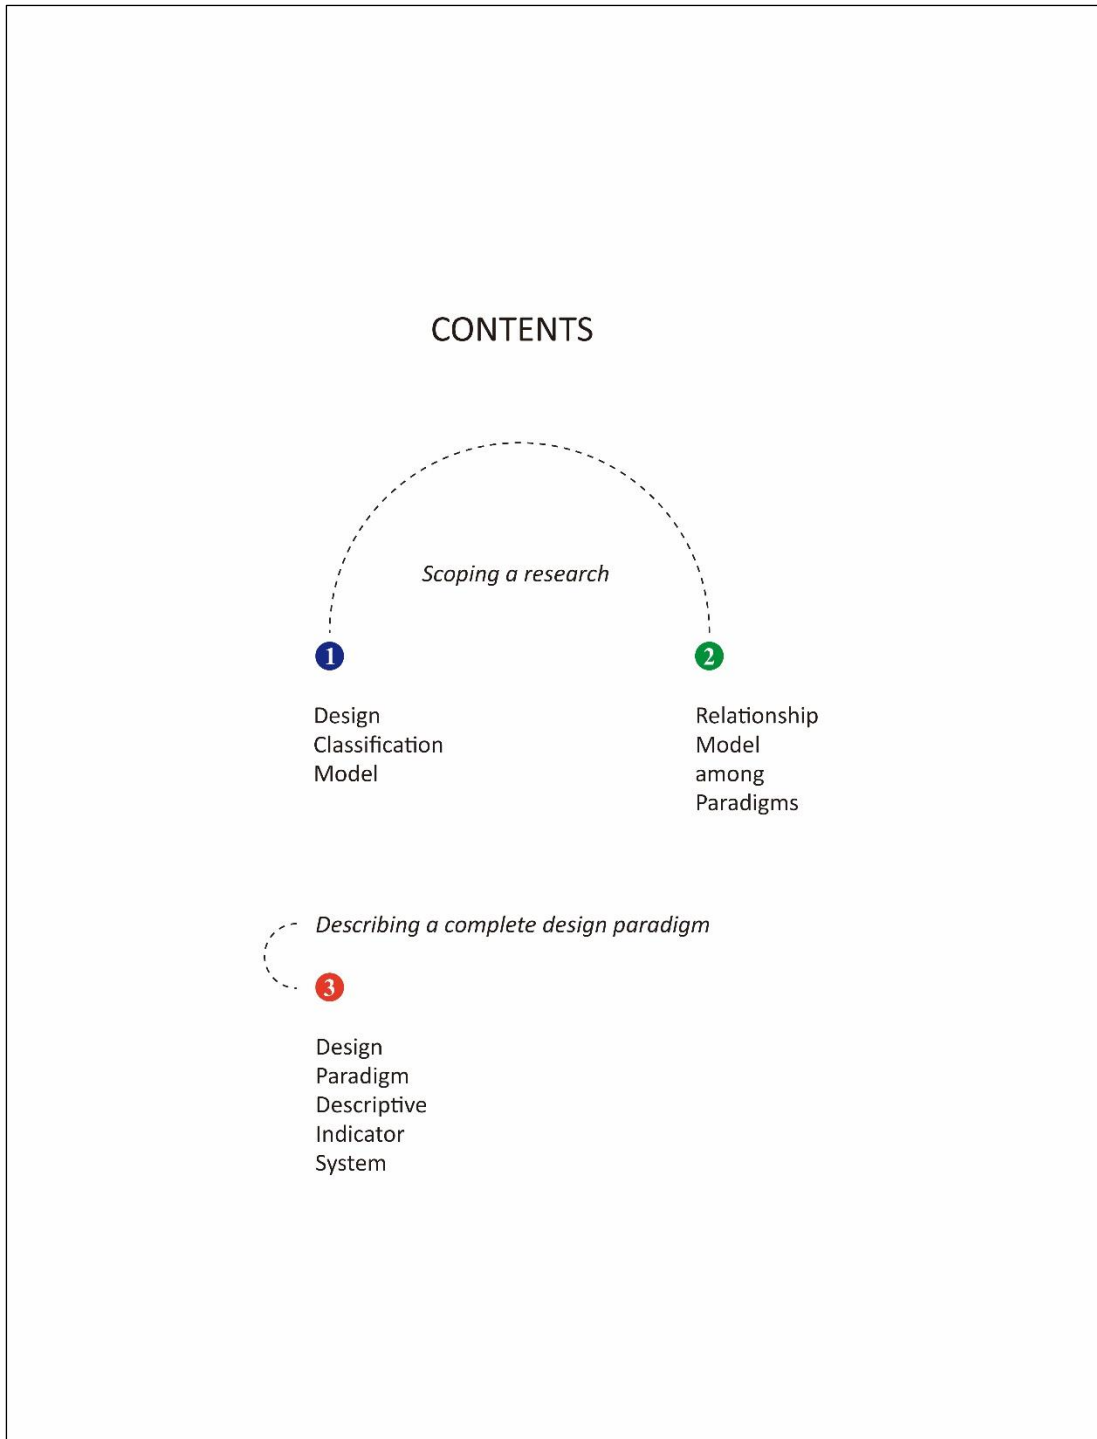 CONTENTS
Scoping a research
1
Design
Classification
Model
2
Relationship
Model
among
Paradigms
Describing a complete design paradigm
3
Design
Paradigm
Descriptive
Indicator
System